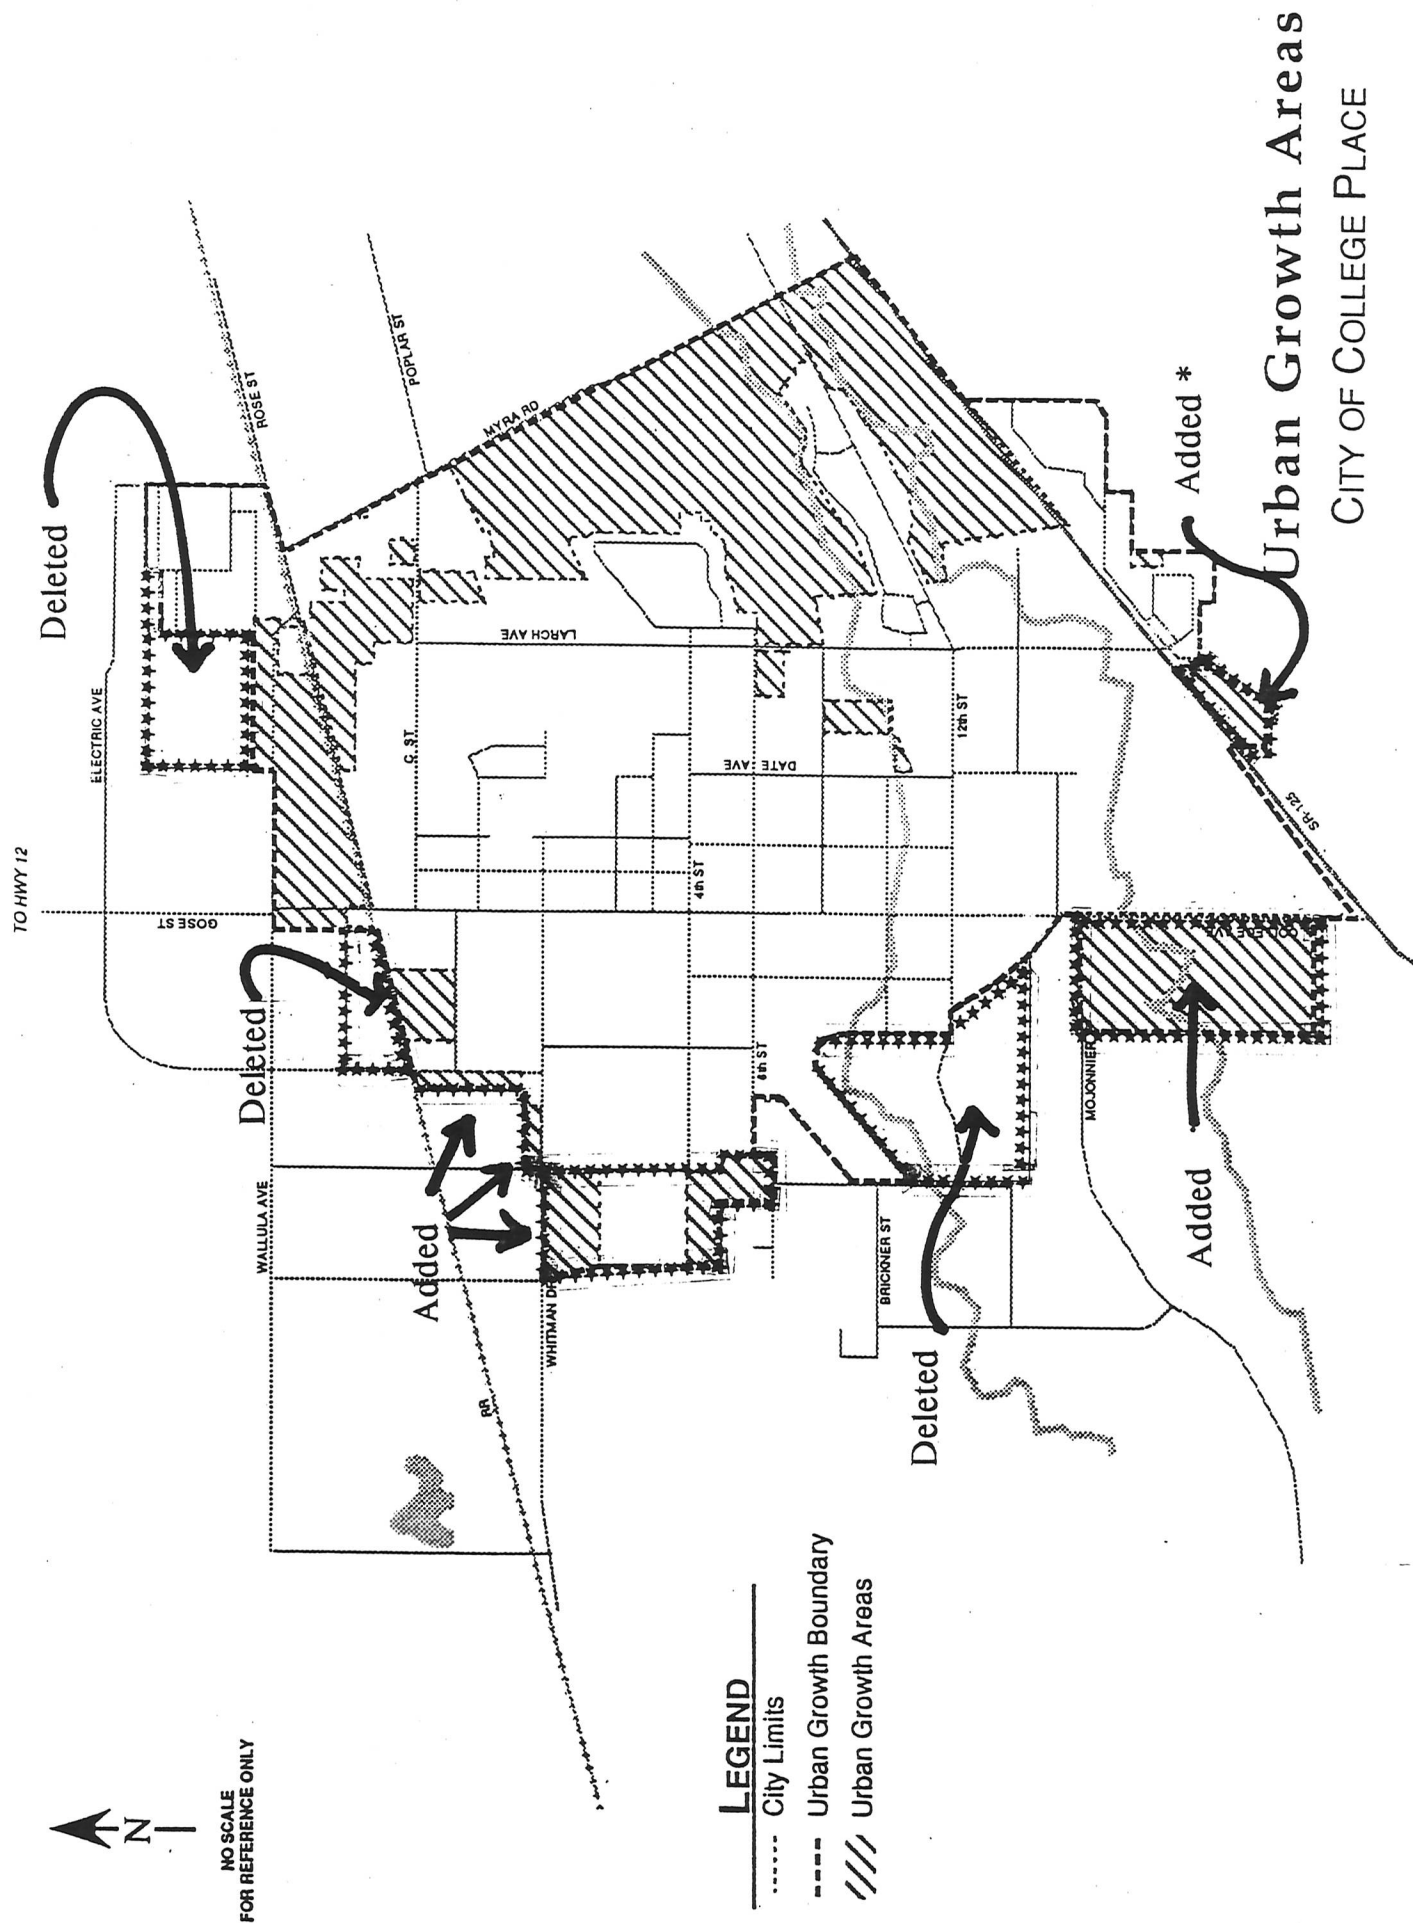 TO HWY 12
Deleted
ELECTRIC AVE
ROSE ST
POPLAR ST
MYRA RD
GOSE ST
LARCH AVE
C. ST
DATE AVE
4th ST
12th ST
Deleted
WALLULA AVE
Added
RR
WHITMAN DR
6th ST
BRICKNER ST
Deleted
MOJONNIER
COLLEGE AVE
Added
SR-125
Added *
N
NO SCALE
FOR REFERENCE ONLY
LEGEND
City Limits
Urban Growth Boundary
Urban Growth Areas
Urban Growth Areas
CITY OF COLLEGE PLACE